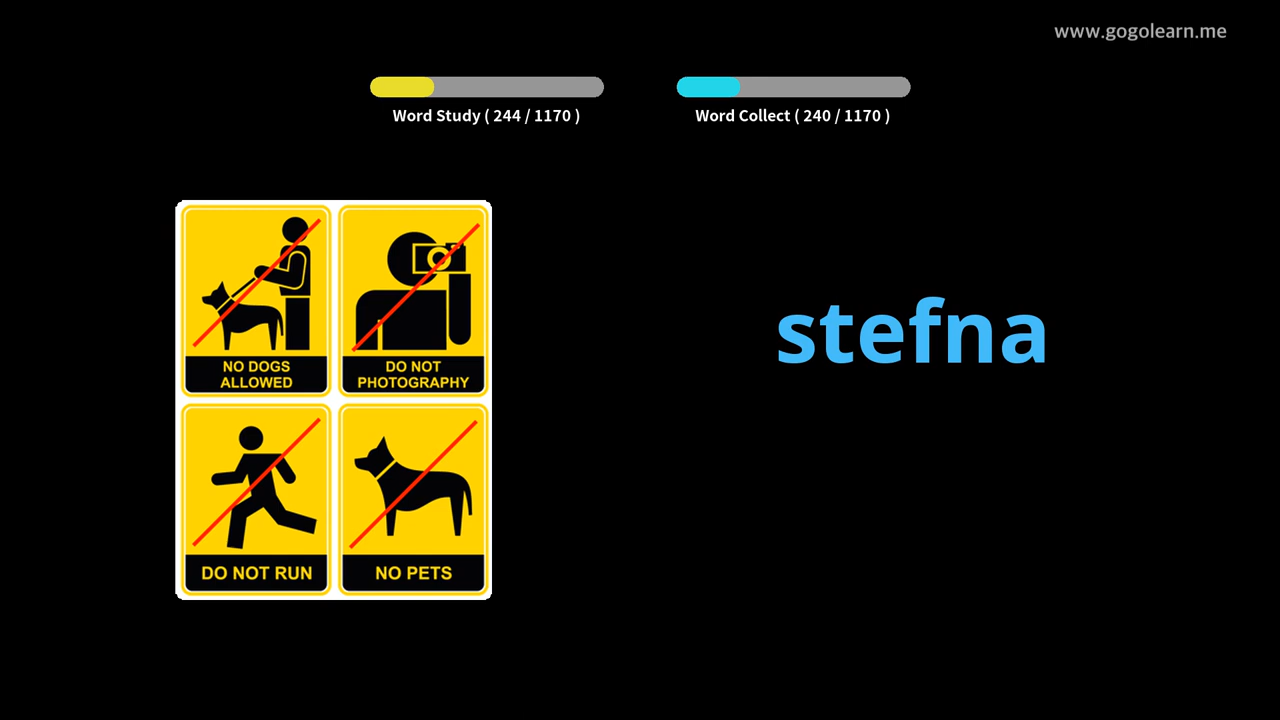 www.gogolearn.me
Word Study ( 244 / 1170 )
Word Collect ( 240 / 1170 )
NO DOGS
ALLOWED
DO NOT
PHOTOGRAPHY
stefna
DO NOT RUN
NO PETS